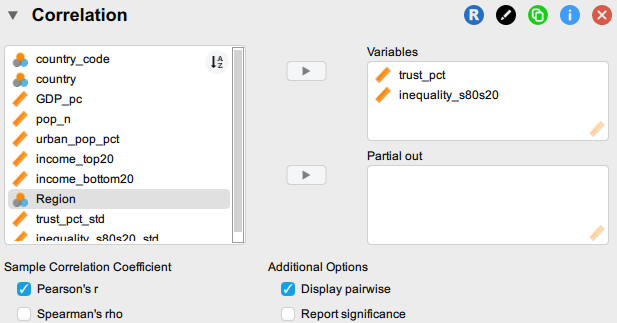 Correlation
R
i
country_code
country
GDP_pc
pop_n
urban_pop_pct
income_top20
income_bottom20
Region
trust_pct_std
inequality_s80s20_std
A
Z
Variables
trust_pct
inequality_s80s20
Partial out
Sample Correlation Coefficient
Pearson's r
Spearman's rho
Additional Options
Display pairwise
Report significance